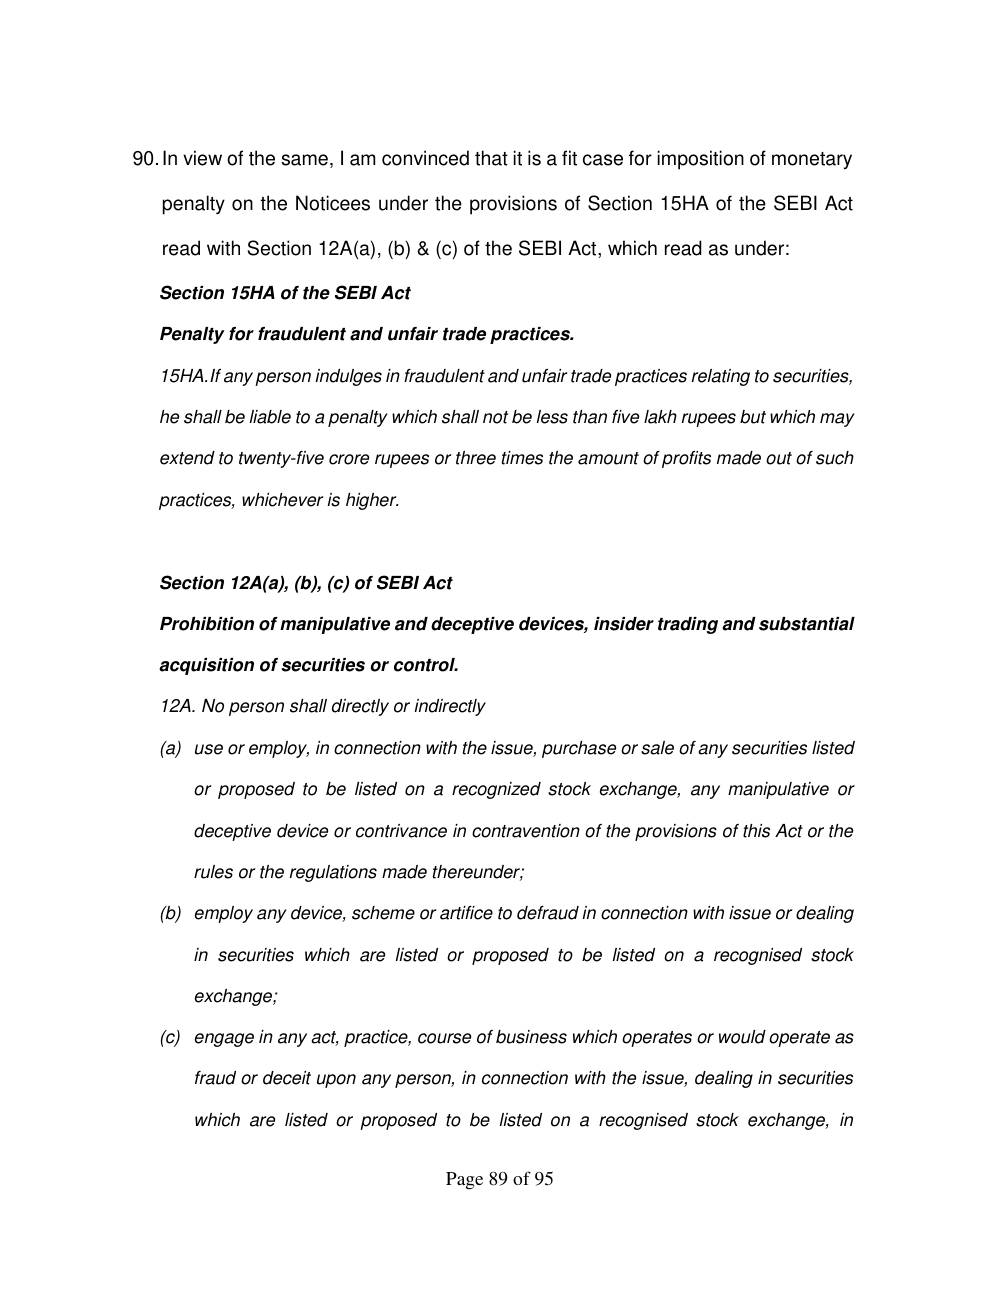 90. In view of the same, I am convinced that it is a fit case for imposition of monetary
penalty on the Noticees under the provisions of Section 15HA of the SEBI Act
read with Section 12A(a), (b) & (c) of the SEBI Act, which read as under:
Section 15HA of the SEBI Act
Penalty for fraudulent and unfair trade practices.
15HA.If any person indulges in fraudulent and unfair trade practices relating to securities,
he shall be liable to a penalty which shall not be less than five lakh rupees but which may
extend to twenty-five crore rupees or three times the amount of profits made out of such
practices, whichever is higher.
Section 12A(a), (b), (c) of SEBI Act
Prohibition of manipulative and deceptive devices, insider trading and substantial
acquisition of securities or control.
12A. No person shall directly or indirectly
(a) use or employ, in connection with the issue, purchase or sale of any securities listed
or proposed to be listed on a recognized stock exchange, any manipulative or
deceptive device or contrivance in contravention of the provisions of this Act or the
rules or the regulations made thereunder;
(b) employ any device, scheme or artifice to defraud in connection with issue or dealing
in securities which are listed or proposed to be listed on a recognised stock
exchange;
(c) engage in any act, practice, course of business which operates or would operate as
fraud or deceit upon any person, in connection with the issue, dealing in securities
which are listed or proposed to be listed on a recognised stock exchange, in
Page 89 of 95